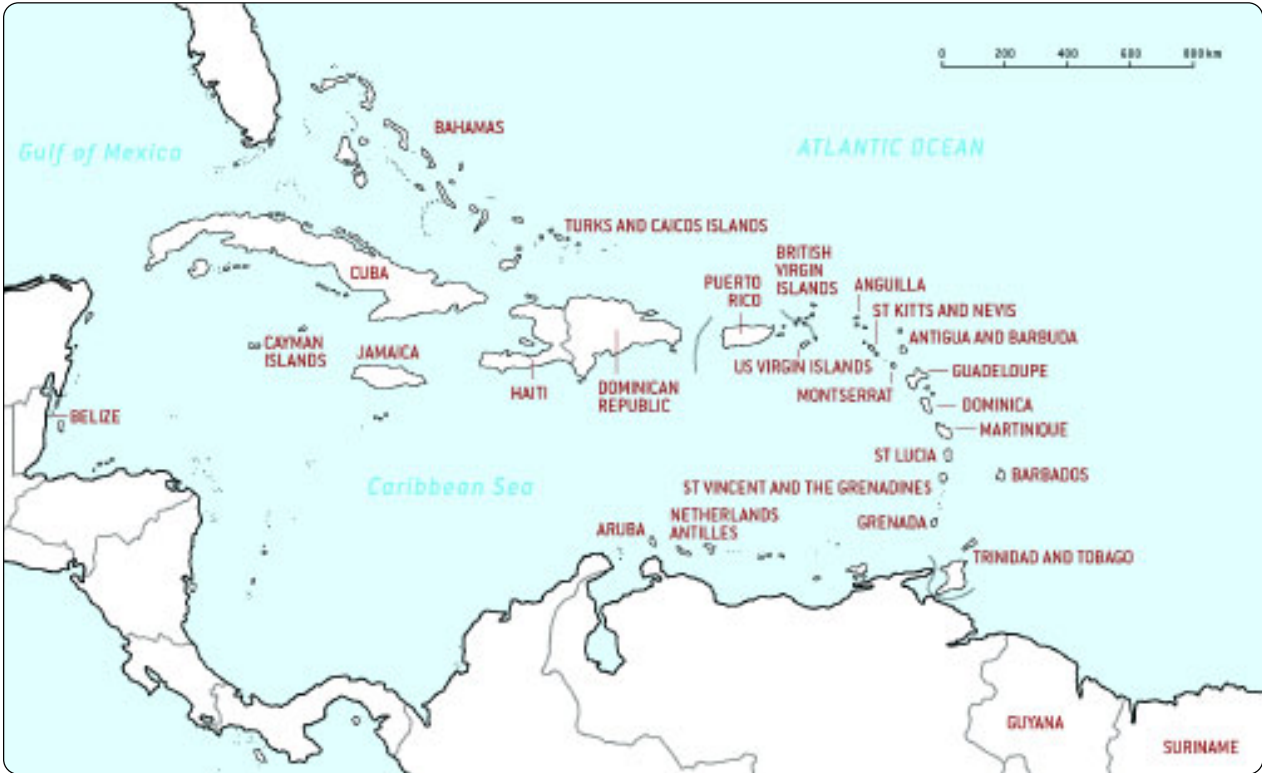 0 200 400 600 800km
BAHAMAS
Gulf of Mexico
ATLANTIC OCEAN
TURKS AND CAICOS ISLANDS
BRITISH
VIRGIN
ISLANDS
CUBA
PUERTO
RICO
ANGUILLA
ST KITTS AND NEVIS
ANTIGUA AND BARBUDA
CAYMAN
ISLANDS
JAMAICA
US VIRGIN ISLANDS
GUADELOUPE
HAITI
DOMINICAN
REPUBLIC
MONTSERRAT
DOMINICA
BELIZE
MARTINIQUE
ST LUCIA
BARBADOS
Caribbean Sea
ST VINCENT AND THE GRENADINES
NETHERLANDS
ANTILLES
ARUBA
GRENADA
TRINIDAD AND TOBAGO
GUYANA
SURINAME